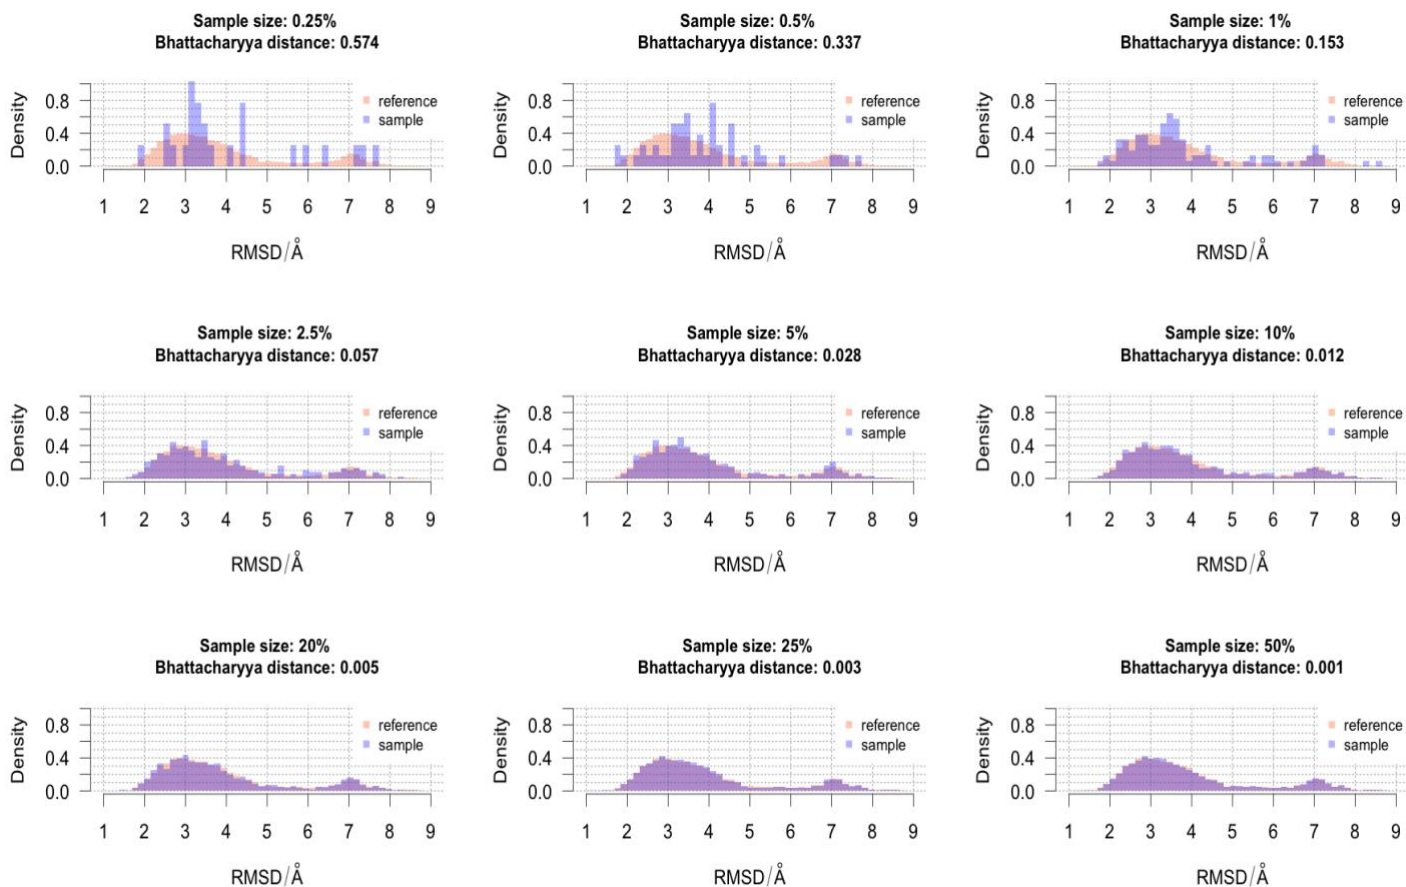 Sample size: 0.25%
Bhattacharyya distance: 0.574
Density
0.8
0.4
0.0
reference
sample
1 2 3 4 5 6 7 8 9
RMSD/Å
Sample size: 0.5%
Bhattacharyya distance: 0.337
Density
0.8
0.4
0.0
reference
sample
1 2 3 4 5 6 7 8 9
RMSD/Å
Sample size: 1%
Bhattacharyya distance: 0.153
Density
0.8
0.4
0.0
reference
sample
1 2 3 4 5 6 7 8 9
RMSD/Å
Sample size: 2.5%
Bhattacharyya distance: 0.057
Density
0.8
0.4
0.0
reference
sample
1 2 3 4 5 6 7 8 9
RMSD/Å
Sample size: 5%
Bhattacharyya distance: 0.028
Density
0.8
0.4
0.0
reference
sample
1 2 3 4 5 6 7 8 9
RMSD/Å
Sample size: 10%
Bhattacharyya distance: 0.012
Density
0.8
0.4
0.0
reference
sample
1 2 3 4 5 6 7 8 9
RMSD/Å
Sample size: 20%
Bhattacharyya distance: 0.005
Density
0.8
0.4
0.0
reference
sample
1 2 3 4 5 6 7 8 9
RMSD/Å
Sample size: 25%
Bhattacharyya distance: 0.003
Density
0.8
0.4
0.0
reference
sample
1 2 3 4 5 6 7 8 9
RMSD/Å
Sample size: 50%
Bhattacharyya distance: 0.001
Density
0.8
0.4
0.0
reference
sample
1 2 3 4 5 6 7 8 9
RMSD/Å